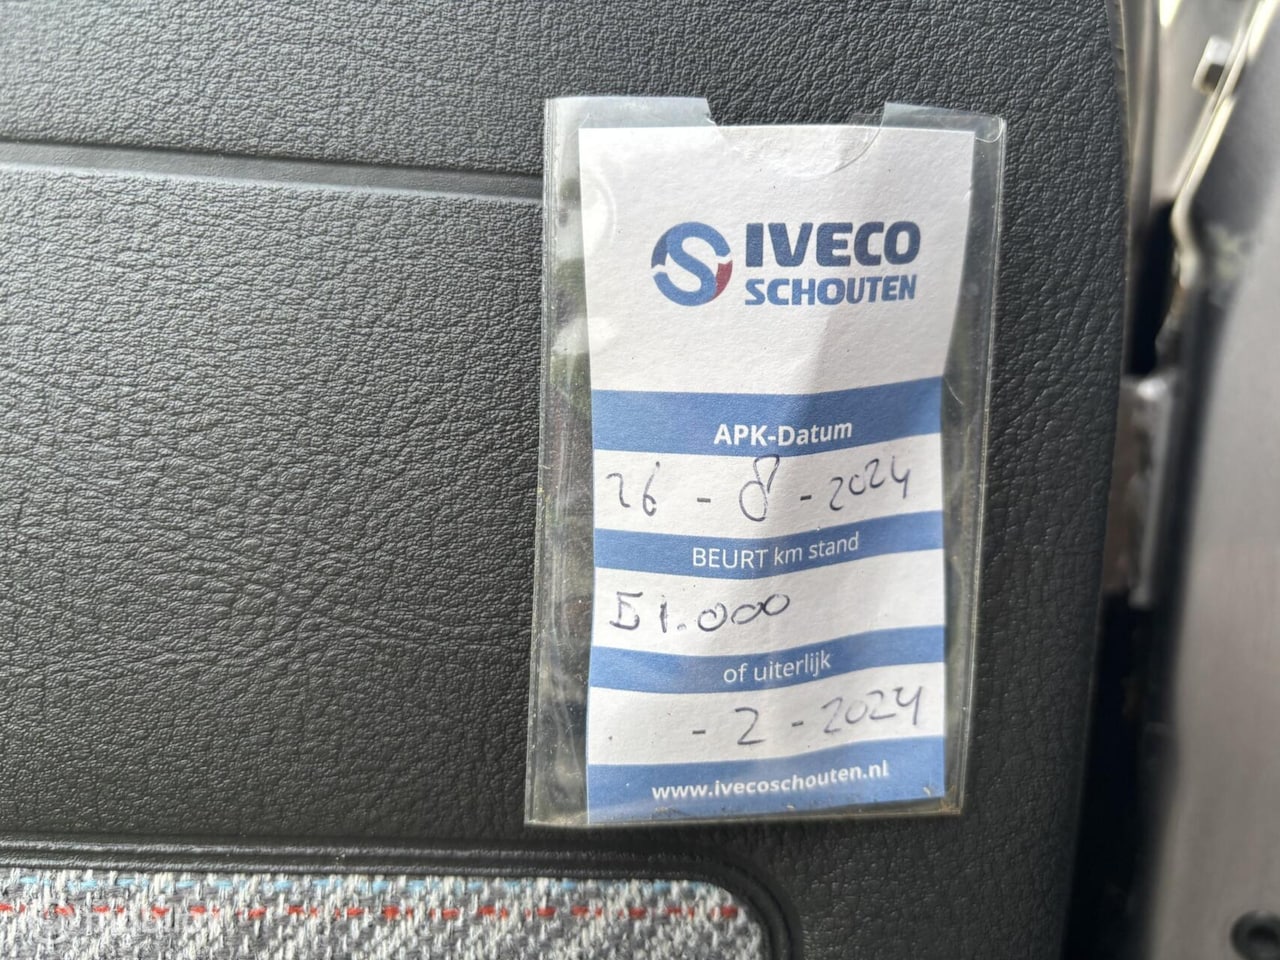 IVECO
SCHOUTEN
APK-Datum
26 - 8 - 2024
BEURT km stand
51.000
of uiterlijk
- 2 - 2024
www.ivecoschouten.nl